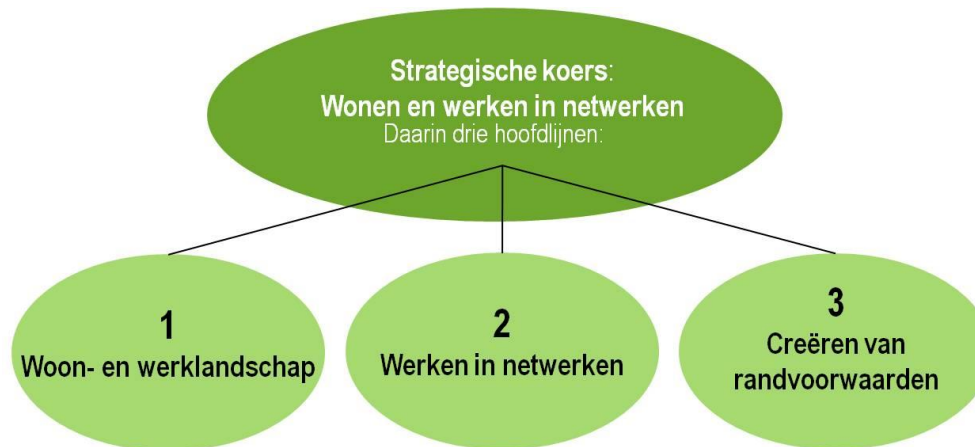 Strategische koers:
Wonen en werken in netwerken
Daarin drie hoofdlijnen:
1
Woon- en werklandschap
2
Werken in netwerken
3
Creëren van
randvoorwaarden